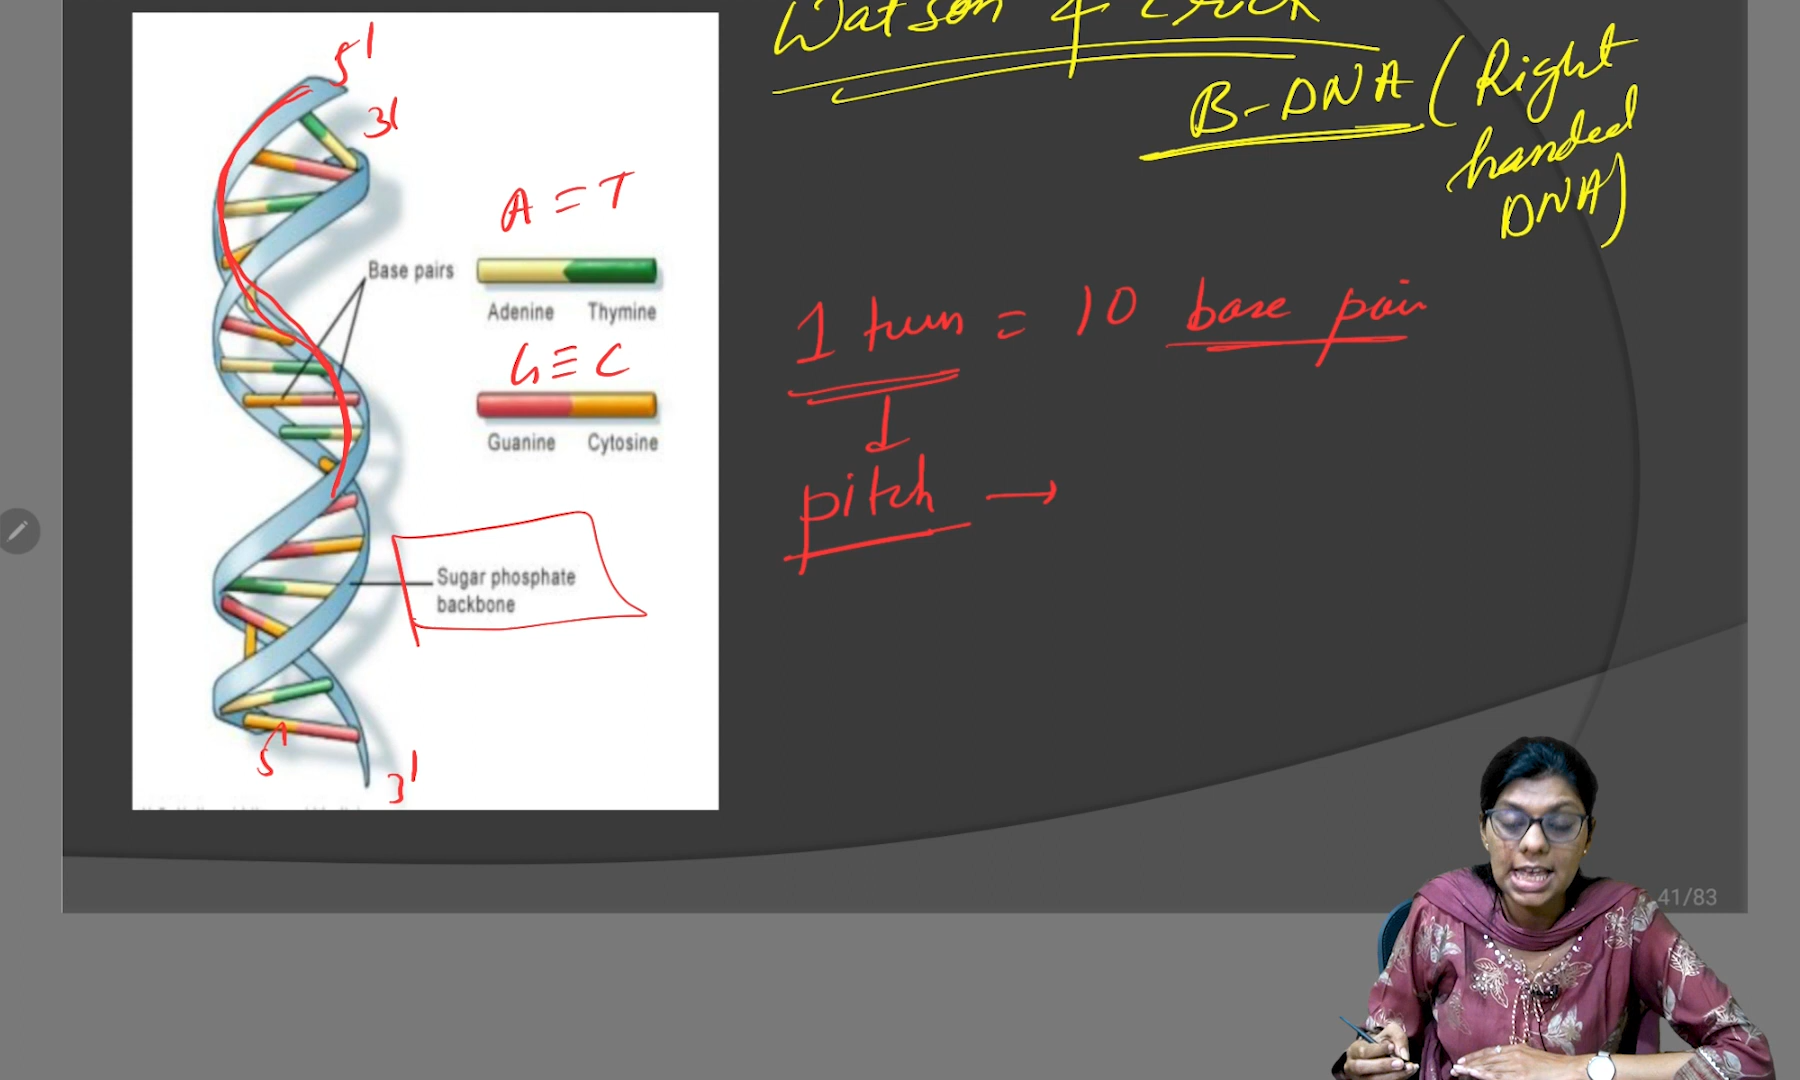 Watson & Crick
B-DNA (Right
handed
DNA)
5'
3'
A = T
Base pairs
Adenine Thymine
1 turn = 10 base pair
G ≡ C
Guanine Cytosine
pitch →
Sugar phosphate
backbone
5'
3'
41/83